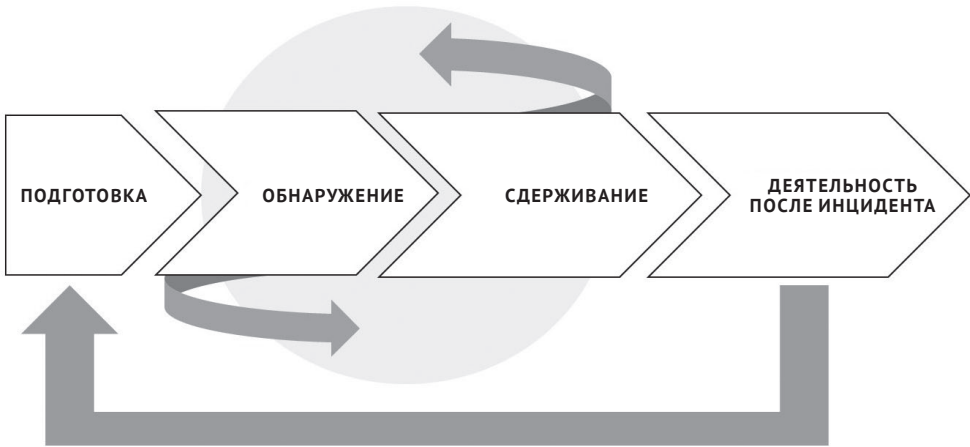 ПОДГОТОВКА
ОБНАРУЖЕНИЕ
СДЕРЖИВАНИЕ
ДЕЯТЕЛЬНОСТЬ
ПОСЛЕ ИНЦИДЕНТА